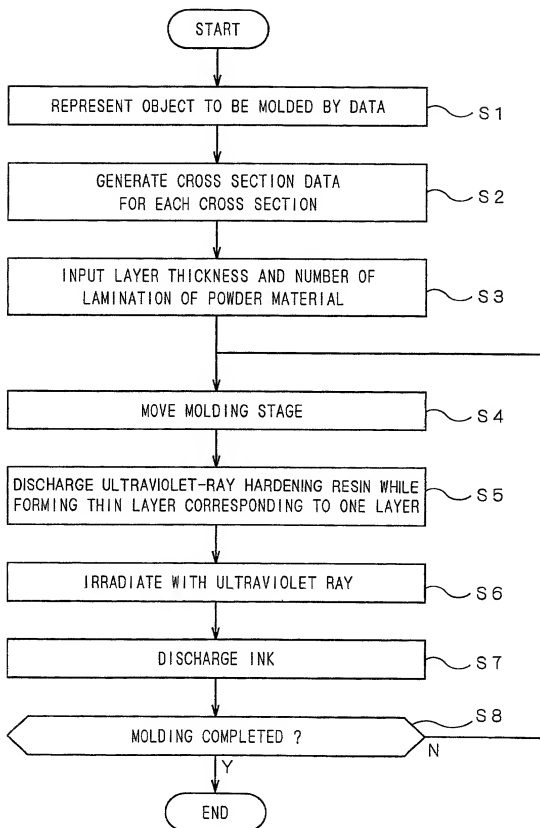 START
REPRESENT OBJECT TO BE MOLDED BY DATA
S1
GENERATE CROSS SECTION DATA
FOR EACH CROSS SECTION
S2
INPUT LAYER THICKNESS AND NUMBER OF
LAMINATION OF POWDER MATERIAL
S3
MOVE MOLDING STAGE
S4
DISCHARGE ULTRAVIOLET-RAY HARDENING RESIN WHILE
FORMING THIN LAYER CORRESPONDING TO ONE LAYER
S5
IRRADIATE WITH ULTRAVIOLET RAY
S6
DISCHARGE INK
S7
MOLDING COMPLETED ?
S8
N
Y
END